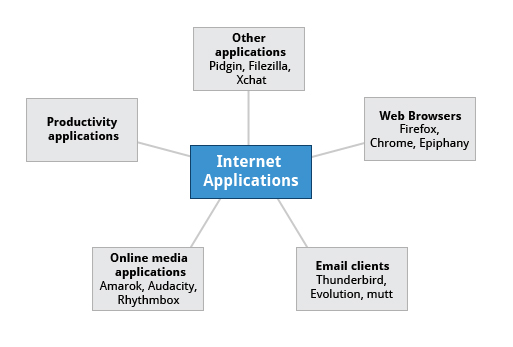 Other
applications
Pidgin, Filezilla,
Xchat
Productivity
applications
Web Browsers
Firefox,
Chrome, Epiphany
Internet
Applications
Online media
applications
Amarok, Audacity,
Rhythmbox
Email clients
Thunderbird,
Evolution, mutt